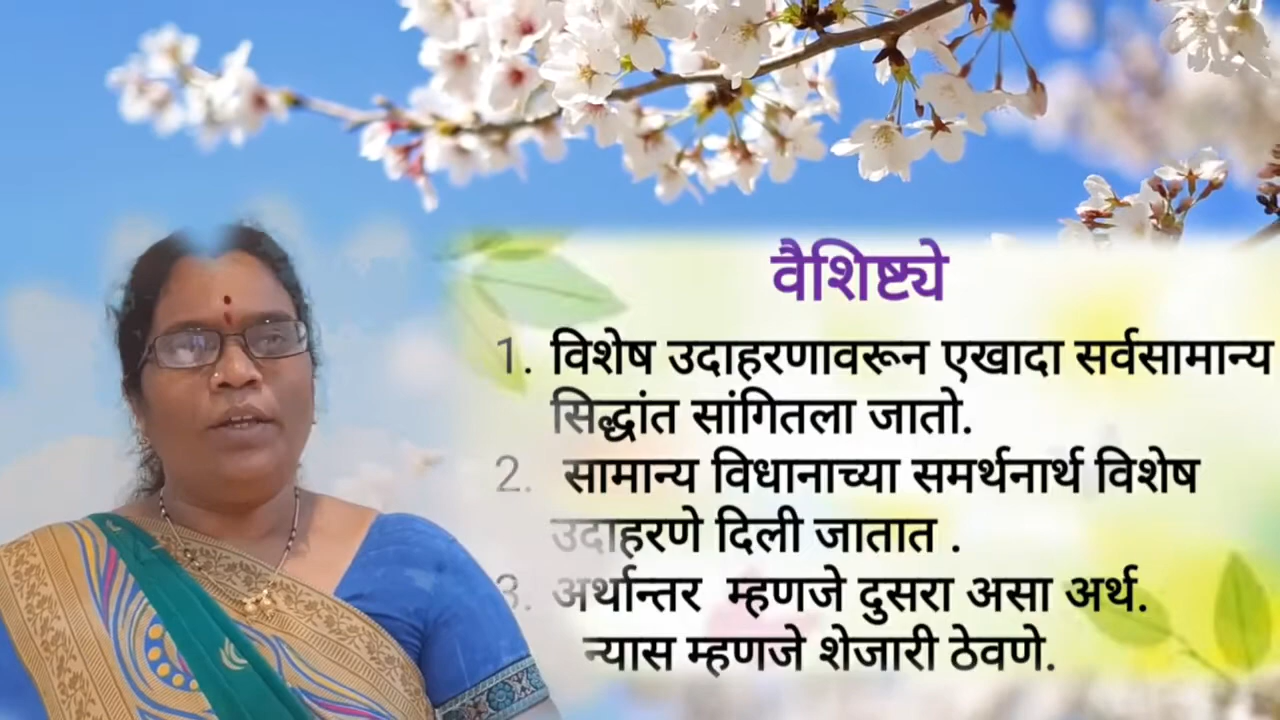 वैशिष्ट्ये
1. विशेष उदाहरणावरून एखादा सर्वसामान्य
सिद्धांत सांगितला जातो.
2. सामान्य विधानाच्या समर्थनार्थ विशेष
उदाहरणे दिली जातात .
3. अर्थान्तर म्हणजे दुसरा असा अर्थ.
न्यास म्हणजे शेजारी ठेवणे.